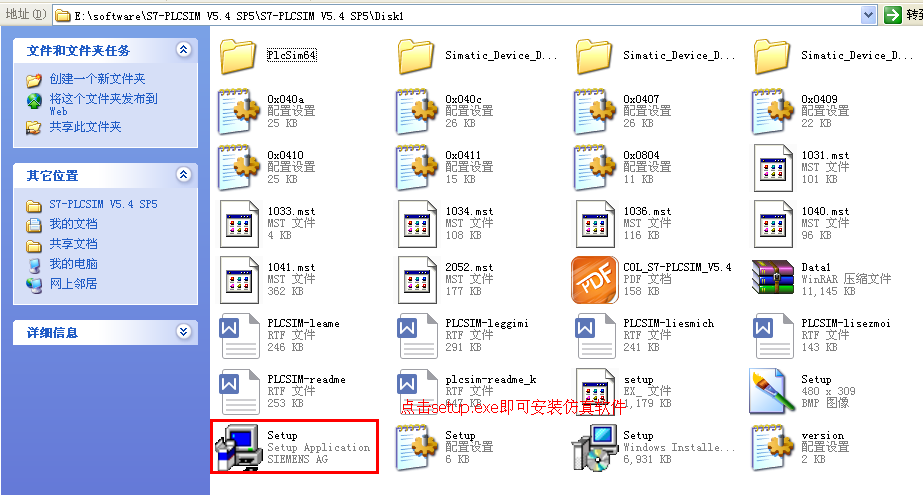 地址(D)
E:\software\S7-PLCSIM V5.4 SP5\S7-PLCSIM V5.4 SP5\Disk1
转到
文件和文件夹任务
创建一个新文件夹
将这个文件夹发布到
Web
共享此文件夹
其它位置
S7-PLCSIM V5.4 SP5
我的文档
共享文档
我的电脑
网上邻居
详细信息
PlcSim64
Simatic_Device_D...
Simatic_Device_D...
Simatic_Device_D...
0x040a
配置设置
25 KB
0x040c
配置设置
26 KB
0x0407
配置设置
26 KB
0x0409
配置设置
22 KB
0x0410
配置设置
25 KB
0x0411
配置设置
15 KB
0x0804
配置设置
11 KB
1031.mst
MST 文件
101 KB
1033.mst
MST 文件
4 KB
1034.mst
MST 文件
108 KB
1036.mst
MST 文件
116 KB
1040.mst
MST 文件
96 KB
1041.mst
MST 文件
362 KB
2052.mst
MST 文件
177 KB
PDF
COL_S7-PLCSIM_V5.4
PDF 文档
158 KB
Data1
WinRAR 压缩文件
11,145 KB
PLCSIM-leame
RTF 文件
246 KB
PLCSIM-leggimi
RTF 文件
291 KB
PLCSIM-liesmich
RTF 文件
241 KB
PLCSIM-lisezmoi
RTF 文件
143 KB
PLCSIM-readme
RTF 文件
253 KB
plcsim-readme_k
RTF 文件
647 KB
setup
EX_ 文件
1,179 KB
Setup
480 x 309
BMP 图像
点击setup.exe即可安装仿真软件
Setup
Setup Application
SIEMENS AG
Setup
配置设置
6 KB
Setup
Windows Installe...
6,931 KB
version
配置设置
2 KB